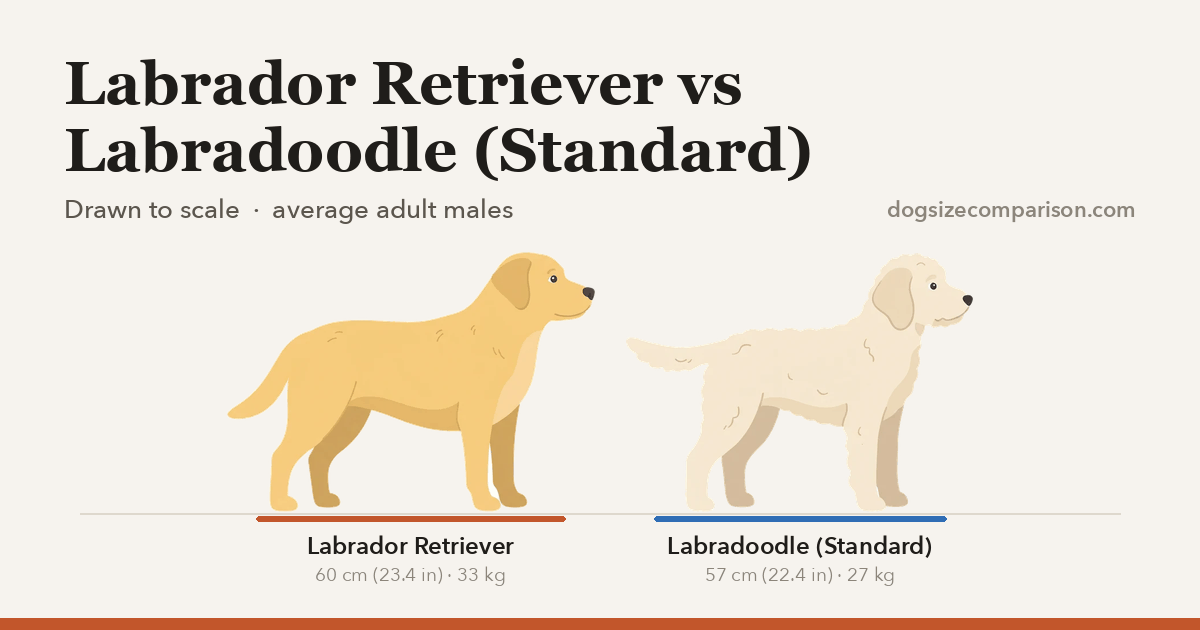 Labrador Retriever vs
Labradoodle (Standard)
Drawn to scale · average adult males
dogsizecomparison.com
Labrador Retriever
60 cm (23.4 in) · 33 kg
Labradoodle (Standard)
57 cm (22.4 in) · 27 kg